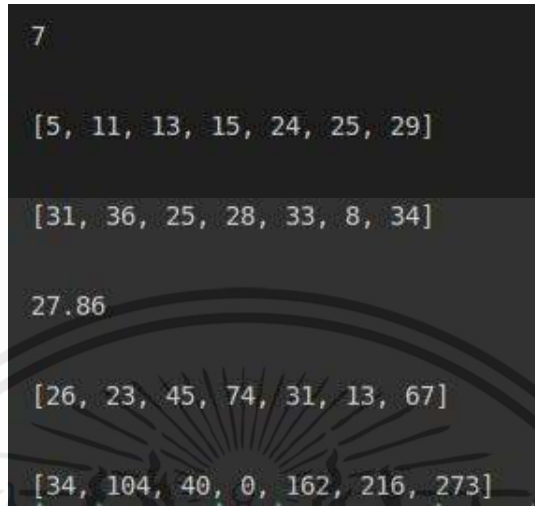 7
[5, 11, 13, 15, 24, 25, 29]
[31, 36, 25, 28, 33, 8, 34]
27.86
[26, 23, 45, 74, 31, 13, 67]
[34, 104, 40, 0, 162, 216, 273]